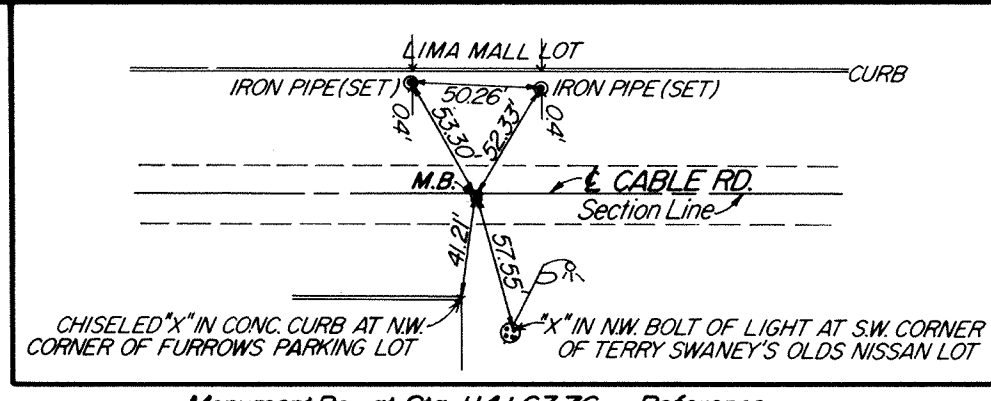 LIMA MALL LOT
CURB
IRON PIPE (SET)
50.26'
IRON PIPE (SET)
0.4'
53.30'
52.33'
0.4'
M.B.
℄ CABLE RD.
Section Line
41.21'
57.55'
CHISELED "X" IN CONC. CURB AT N.W.
CORNER OF FURROWS PARKING LOT
"X" IN N.W. BOLT OF LIGHT AT S.W. CORNER
OF TERRY SWANEY'S OLDS NISSAN LOT